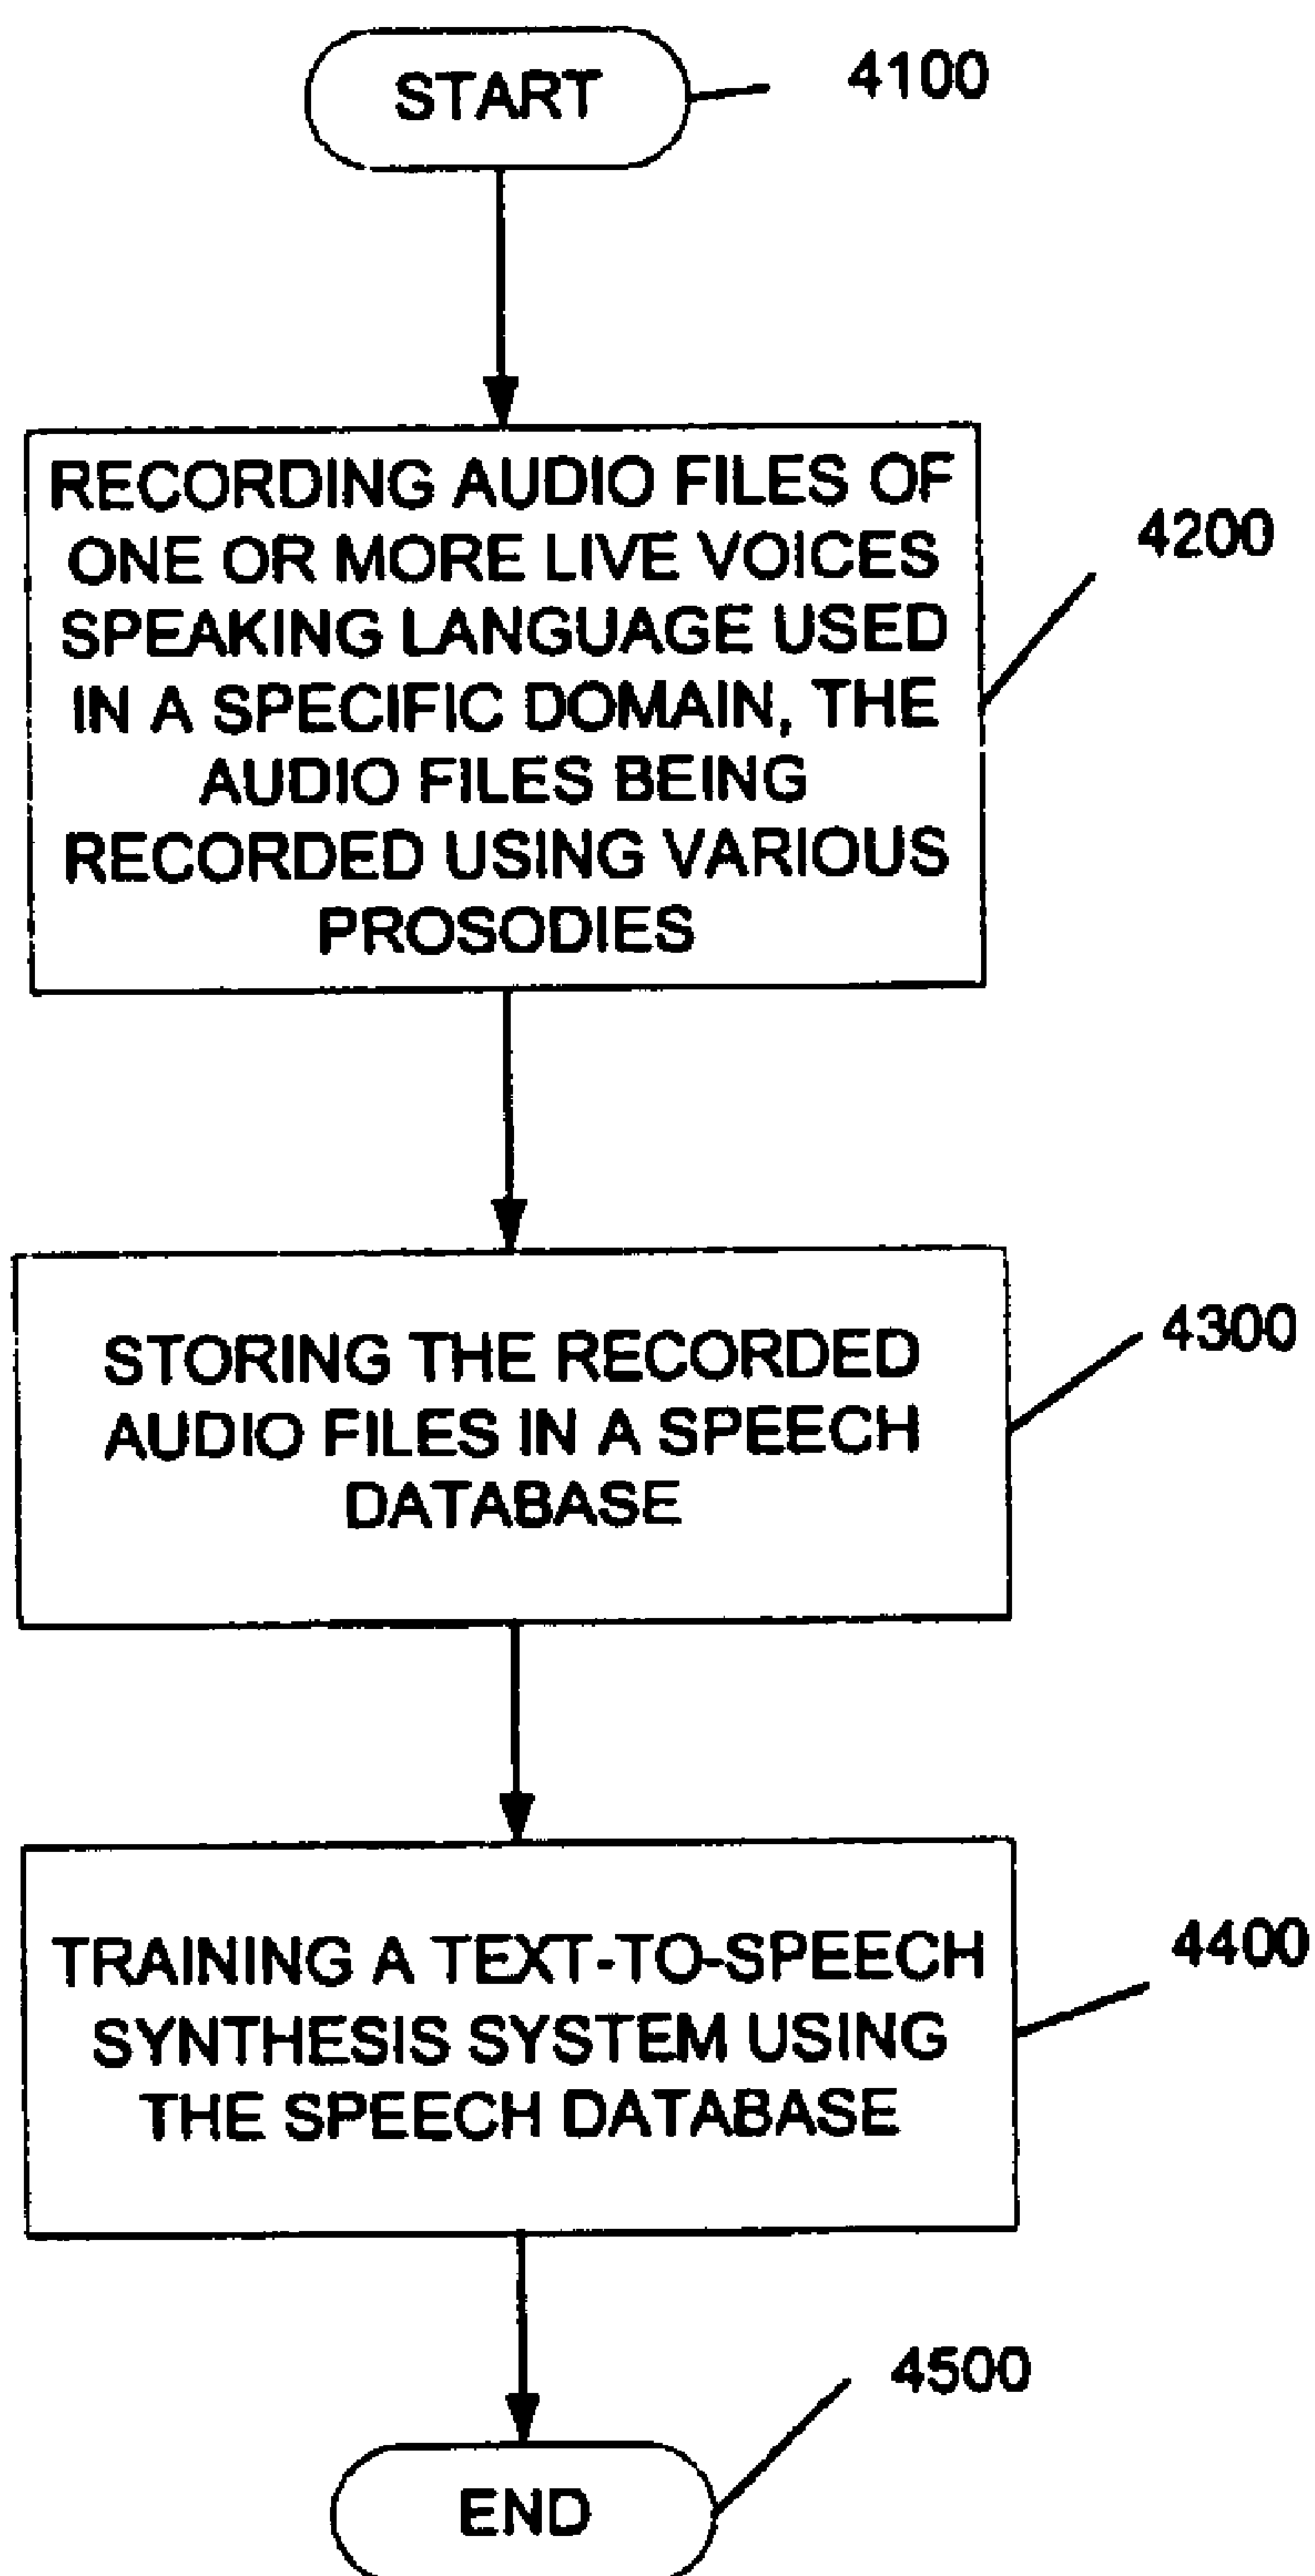 START
4100
RECORDING AUDIO FILES OF
ONE OR MORE LIVE VOICES
SPEAKING LANGUAGE USED
IN A SPECIFIC DOMAIN, THE
AUDIO FILES BEING
RECORDED USING VARIOUS
PROSODIES
4200
STORING THE RECORDED
AUDIO FILES IN A SPEECH
DATABASE
4300
TRAINING A TEXT-TO-SPEECH
SYNTHESIS SYSTEM USING
THE SPEECH DATABASE
4400
END
4500